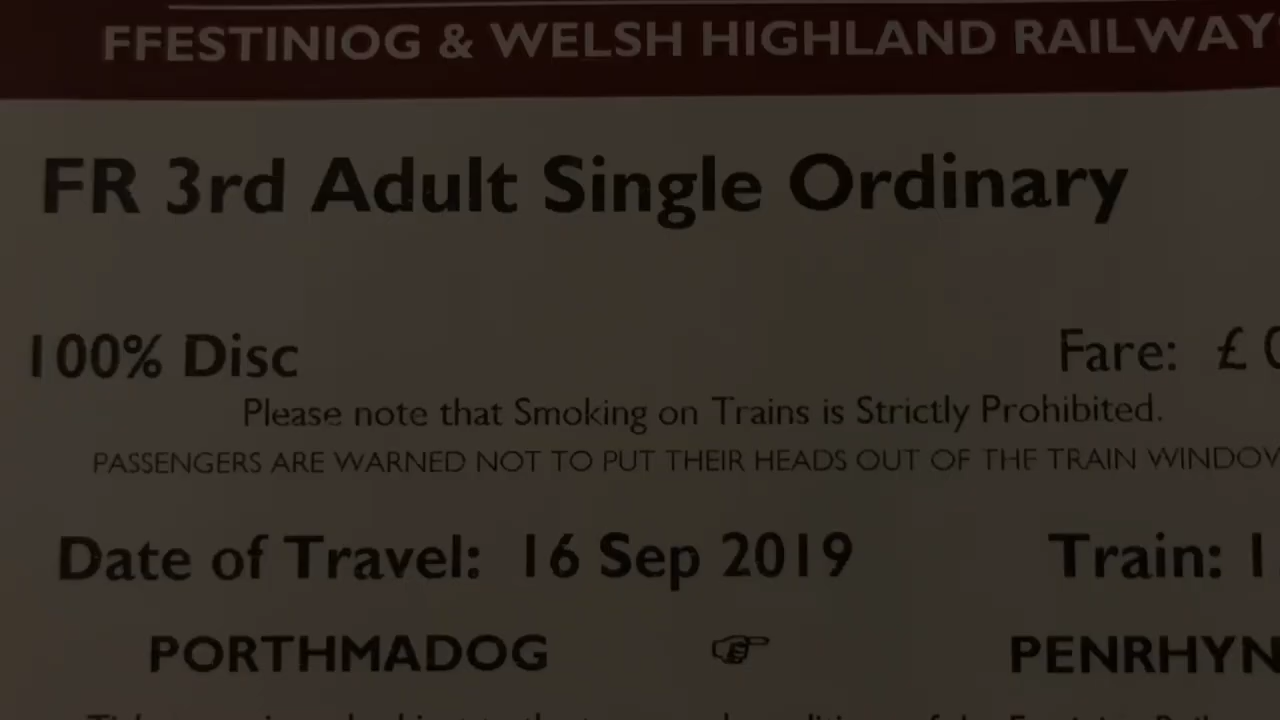 FFESTINIOG & WELSH HIGHLAND RAILWAY
FR 3rd Adult Single Ordinary
100% Disc
Fare: £ 0
Please note that Smoking on Trains is Strictly Prohibited.
PASSENGERS ARE WARNED NOT TO PUT THEIR HEADS OUT OF THE TRAIN
Date of Travel: 16 Sep 2019
Train: 1
PORTHMADOG ☞ PENRHYN